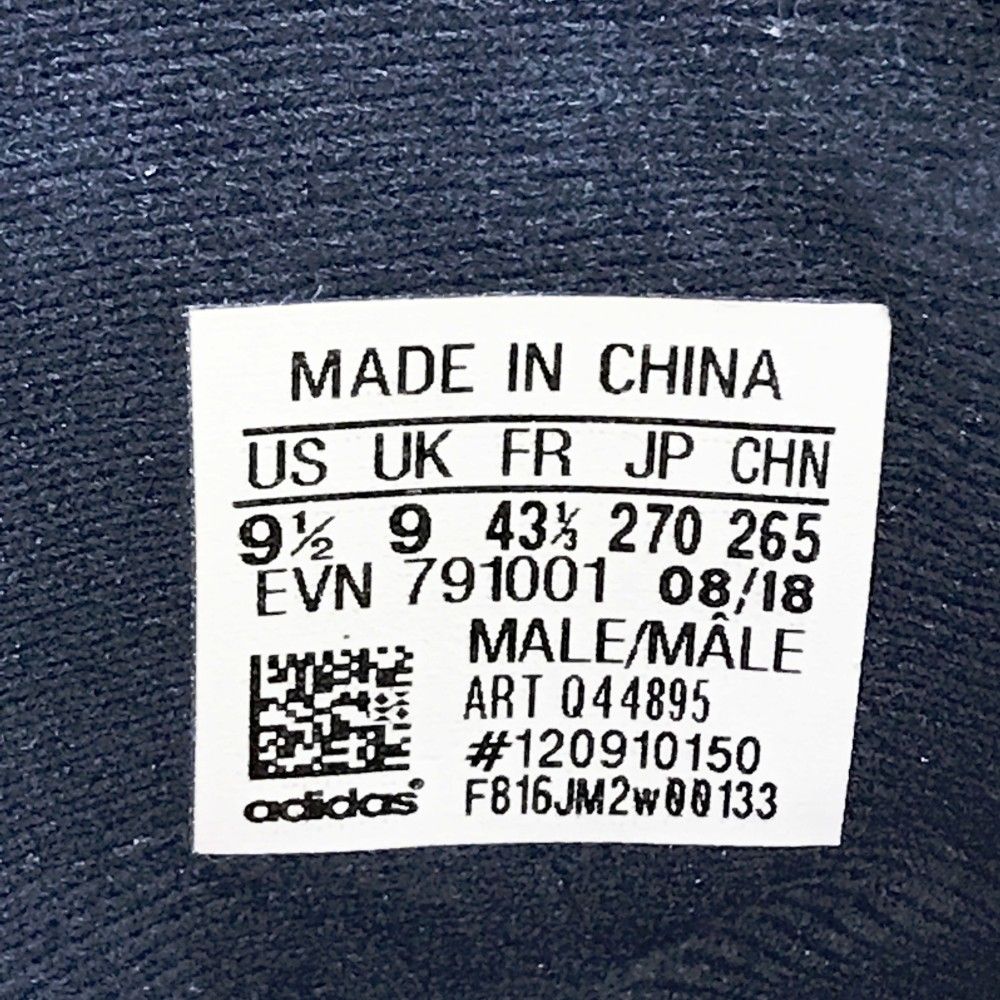 MADE IN CHINA
US UK FR JP CHN
9½ 9 43⅓ 270 265
EVN 791001 08/18
MALE/MÂLE
ART Q44895
#120910150
adidas® F816JM2w00133